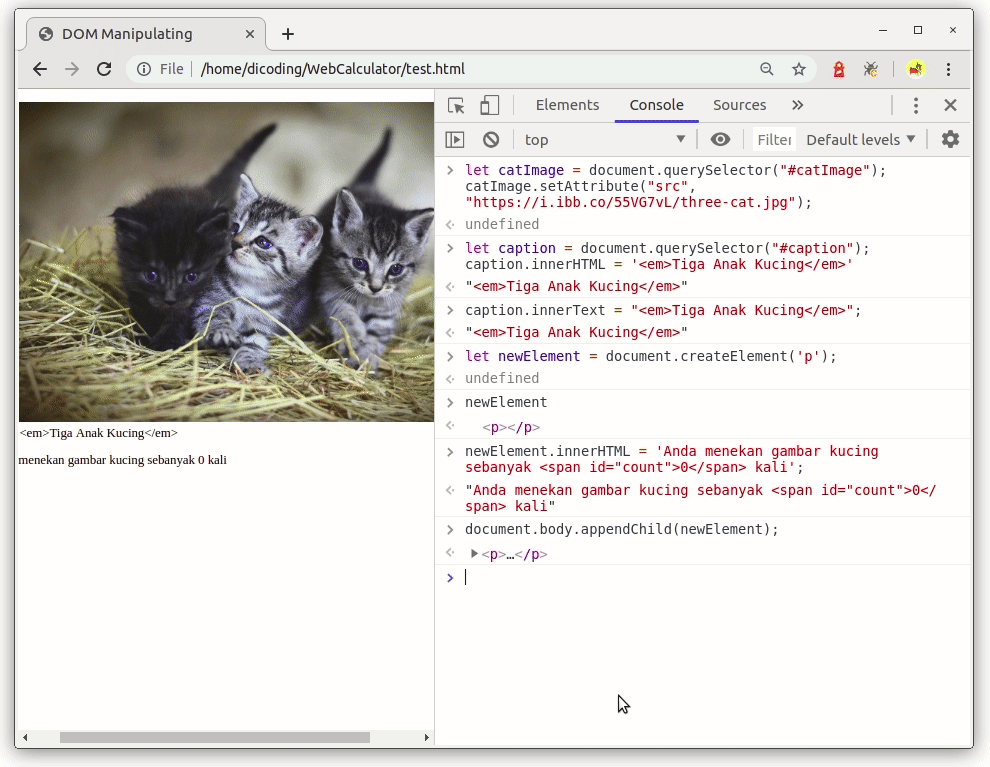 DOM Manipulating
File /home/dicoding/WebCalculator/test.html
Elements Console Sources
top Filter Default levels
let catImage = document.querySelector("#catImage");
catImage.setAttribute("src",
"https://i.ibb.co/55VG7vL/three-cat.jpg");
undefined
let caption = document.querySelector("#caption");
caption.innerHTML = '<em>Tiga Anak Kucing</em>'
"<em>Tiga Anak Kucing</em>"
caption.innerText = "<em>Tiga Anak Kucing</em>";
"<em>Tiga Anak Kucing</em>"
let newElement = document.createElement('p');
undefined
newElement
<p></p>
newElement.innerHTML = 'Anda menekan gambar kucing
sebanyak <span id="count">0</span> kali';
"Anda menekan gambar kucing sebanyak <span id="count">0</
span> kali"
document.body.appendChild(newElement);
<p>…</p>
<em>Tiga Anak Kucing</em>
menekan gambar kucing sebanyak 0 kali